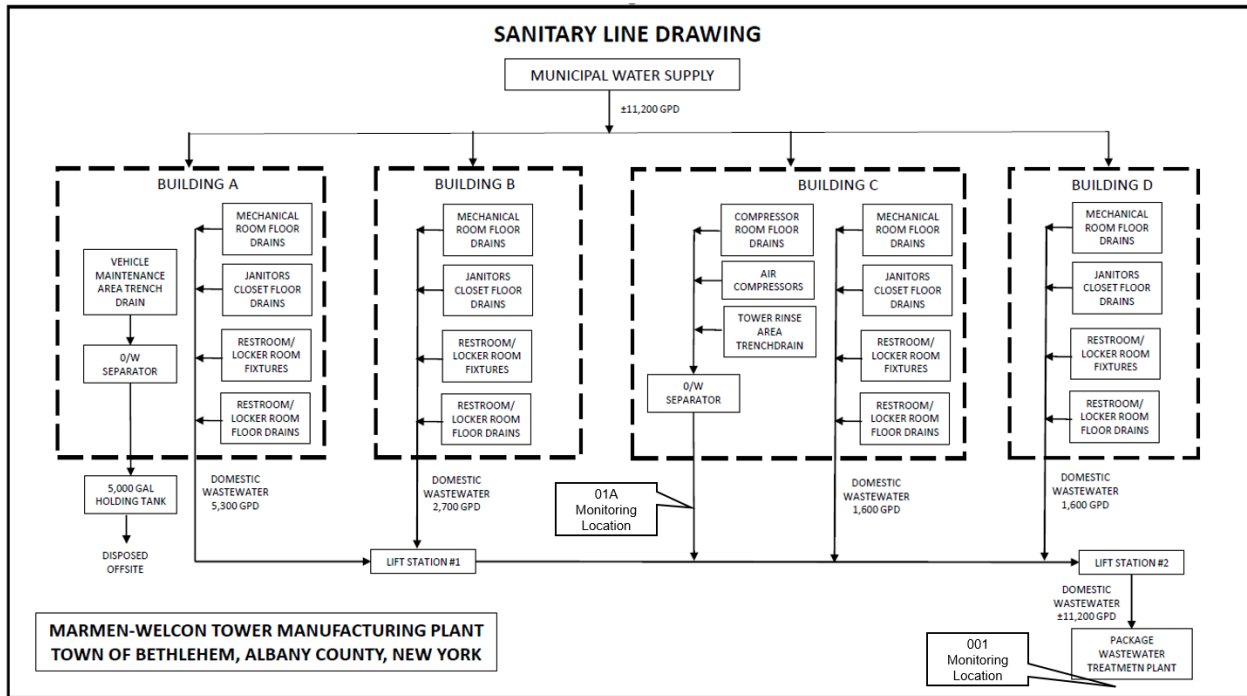 SANITARY LINE DRAWING
MUNICIPAL WATER SUPPLY
±11,200 GPD
BUILDING A
VEHICLE
MAINTENANCE
AREA TRENCH
DRAIN
0/W
SEPARATOR
5,000 GAL
HOLDING TANK
DISPOSED
OFFSITE
MECHANICAL
ROOM FLOOR
DRAINS
JANITORS
CLOSET FLOOR
DRAINS
RESTROOM/
LOCKER ROOM
FIXTURES
RESTROOM/
LOCKER ROOM
FLOOR DRAINS
DOMESTIC
WASTEWATER
5,300 GPD
BUILDING B
MECHANICAL
ROOM FLOOR
DRAINS
JANITORS
CLOSET FLOOR
DRAINS
RESTROOM/
LOCKER ROOM
FIXTURES
RESTROOM/
LOCKER ROOM
FLOOR DRAINS
DOMESTIC
WASTEWATER
2,700 GPD
LIFT STATION #1
BUILDING C
COMPRESSOR
ROOM FLOOR
DRAINS
AIR
COMPRESSORS
TOWER RINSE
AREA
TRENCHDRAIN
0/W
SEPARATOR
01A
Monitoring
Location
MECHANICAL
ROOM FLOOR
DRAINS
JANITORS
CLOSET FLOOR
DRAINS
RESTROOM/
LOCKER ROOM
FIXTURES
RESTROOM/
LOCKER ROOM
FLOOR DRAINS
DOMESTIC
WASTEWATER
1,600 GPD
BUILDING D
MECHANICAL
ROOM FLOOR
DRAINS
JANITORS
CLOSET FLOOR
DRAINS
RESTROOM/
LOCKER ROOM
FIXTURES
RESTROOM/
LOCKER ROOM
FLOOR DRAINS
DOMESTIC
WASTEWATER
1,600 GPD
LIFT STATION #2
DOMESTIC
WASTEWATER
±11,200 GPD
PACKAGE
WASTEWATER
TREATMETN PLANT
001
Monitoring
Location
MARMEN-WELCON TOWER MANUFACTURING PLANT
TOWN OF BETHLEHEM, ALBANY COUNTY, NEW YORK